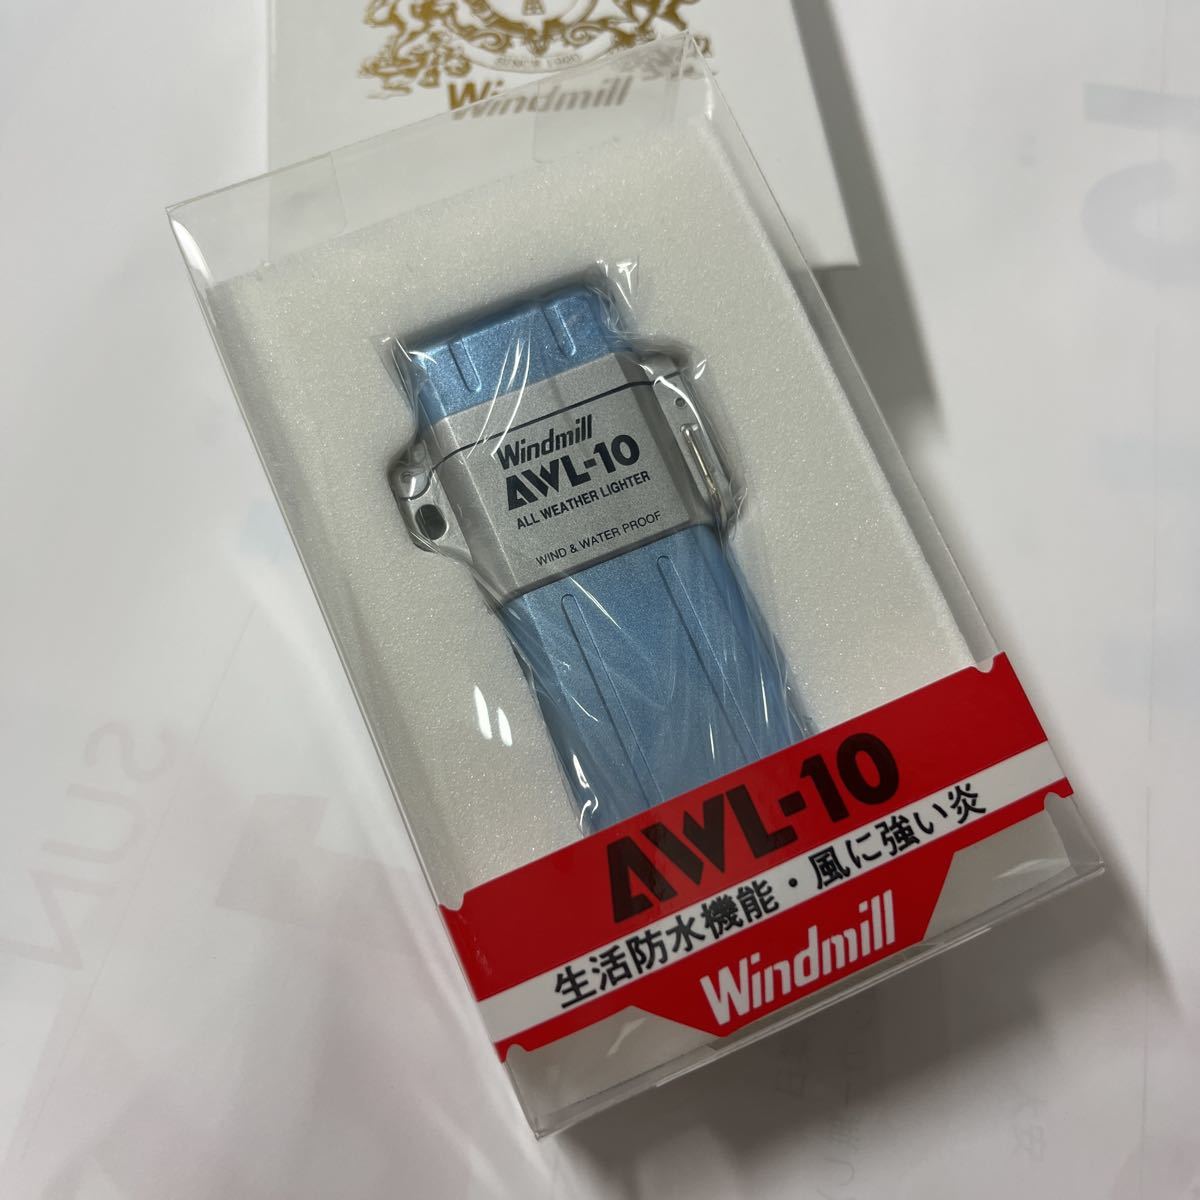 Windmill
Windmill
AWL-10
ALL WEATHER LIGHTER
WIND & WATER PROOF
AWL-10
生活防水機能・風に強い炎
Windmill
SUN